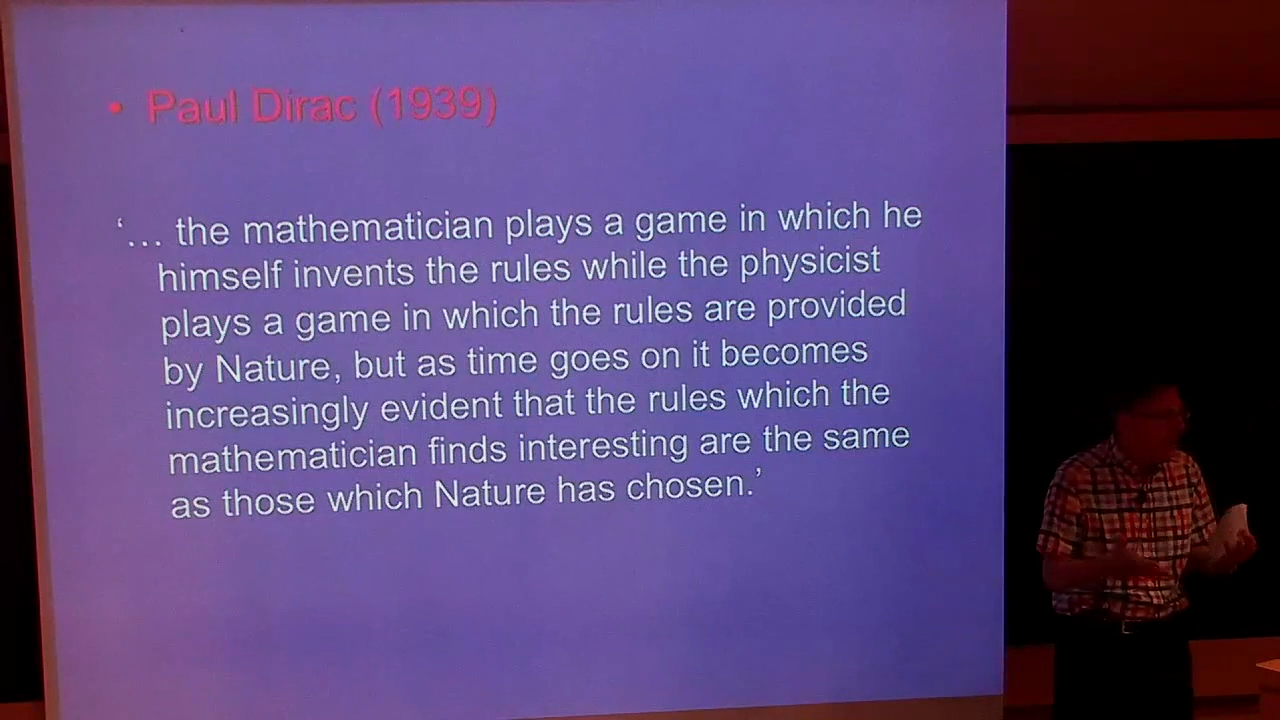 • Paul Dirac (1939)
‘… the mathematician plays a game in which he
himself invents the rules while the physicist
plays a game in which the rules are provided
by Nature, but as time goes on it becomes
increasingly evident that the rules which the
mathematician finds interesting are the same
as those which Nature has chosen.’